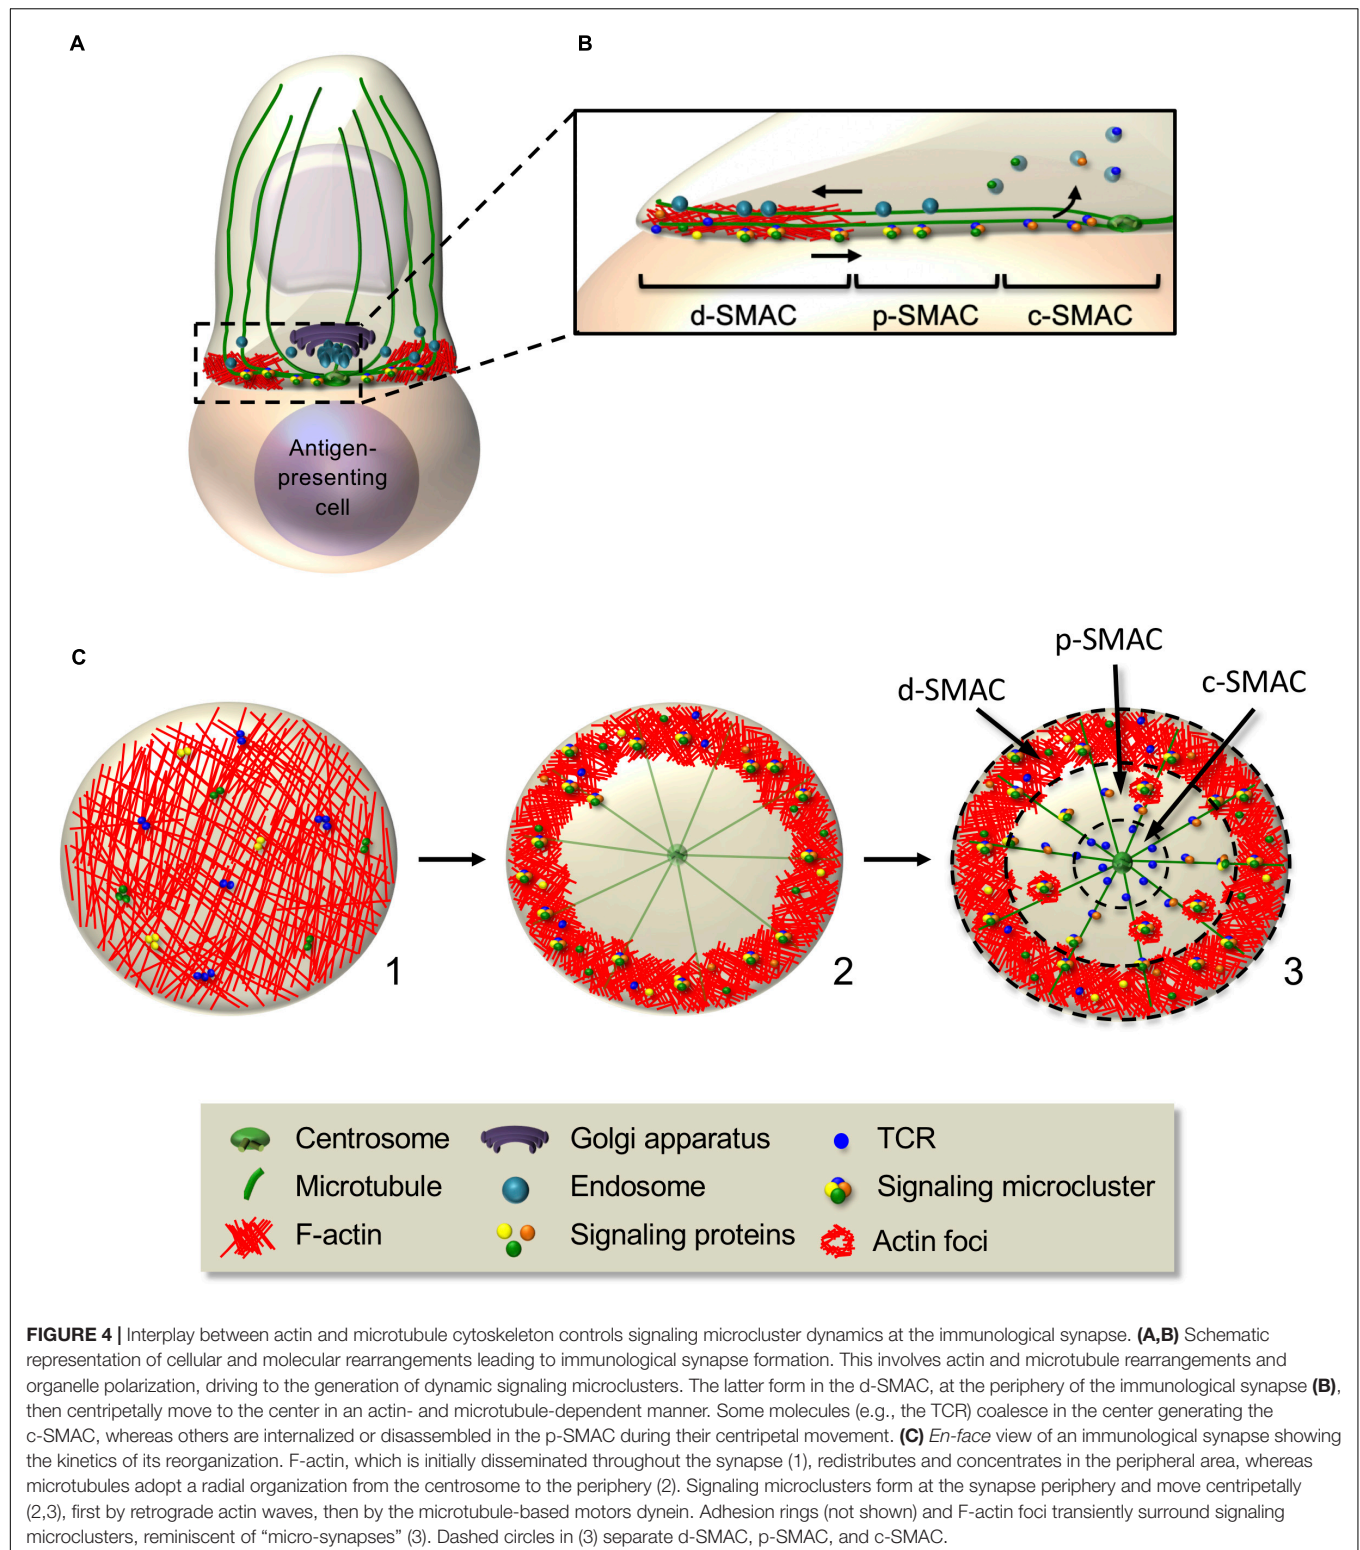 A
B
Antigen-
presenting
cell
d-SMAC p-SMAC c-SMAC
C
p-SMAC
d-SMAC
c-SMAC
1
2
3
Centrosome Golgi apparatus TCR
Microtubule Endosome Signaling microcluster
F-actin Signaling proteins Actin foci
FIGURE 4 | Interplay between actin and microtubule cytoskeleton controls signaling microcluster dynamics at the immunological synapse. (A,B) Schematic
representation of cellular and molecular rearrangements leading to immunological synapse formation. This involves actin and microtubule rearrangements and
organelle polarization, driving to the generation of dynamic signaling microclusters. The latter form in the d-SMAC, at the periphery of the immunological synapse (B),
then centripetally move to the center in an actin- and microtubule-dependent manner. Some molecules (e.g., the TCR) coalesce in the center generating the
c-SMAC, whereas others are internalized or disassembled in the p-SMAC during their centripetal movement. (C) En-face view of an immunological synapse showing
the kinetics of its reorganization. F-actin, which is initially disseminated throughout the synapse (1), redistributes and concentrates in the peripheral area, whereas
microtubules adopt a radial organization from the centrosome to the periphery (2). Signaling microclusters form at the synapse periphery and move centripetally
(2,3), first by retrograde actin waves, then by the microtubule-based motors dynein. Adhesion rings (not shown) and F-actin foci transiently surround signaling
microclusters, reminiscent of “micro-synapses” (3). Dashed circles in (3) separate d-SMAC, p-SMAC, and c-SMAC.